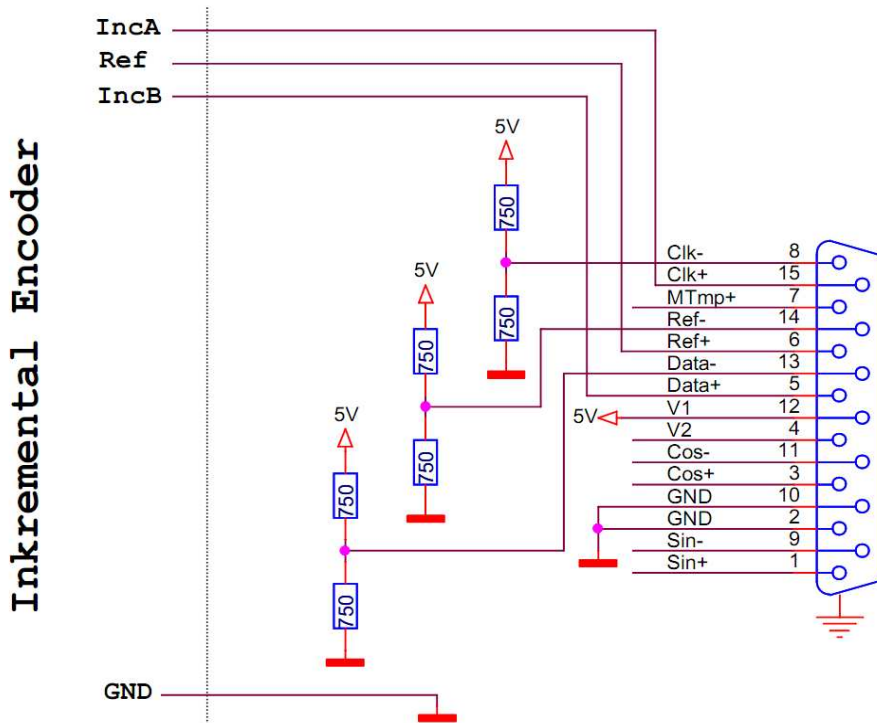 IncA
Ref
IncB
Inkremental Encoder
5V
750
750
5V
750
750
5V
750
750
Clk- 8
Clk+ 15
MTmp+ 7
Ref- 14
Ref+ 6
Data- 13
Data+ 5
5V V1 12
V2 4
Cos- 11
Cos+ 3
GND 10
GND 2
Sin- 9
Sin+ 1
GND